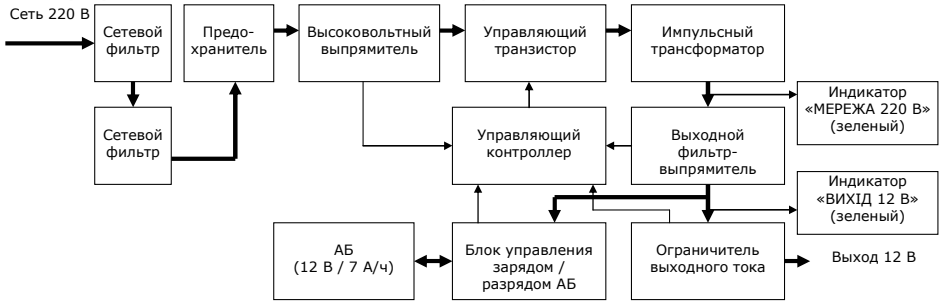 Сеть 220 В
Сетевой
фильтр
Предо-
хранитель
Высоковольтный
выпрямитель
Управляющий
транзистор
Импульсный
трансформатор
Индикатор
«МЕРЕЖА 220 В»
(зеленый)
Сетевой
фильтр
Управляющий
контроллер
Выходной
фильтр-
выпрямитель
Индикатор
«ВИХІД 12 В»
(зеленый)
АБ
(12 В / 7 А/ч)
Блок управления
зарядом /
разрядом АБ
Ограничитель
выходного тока
Выход 12 В